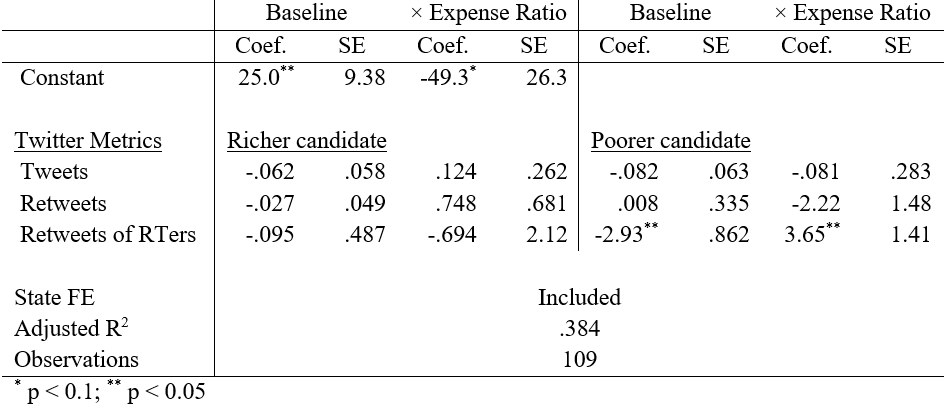 Baseline × Expense Ratio Baseline × Expense Ratio
Coef. SE Coef. SE Coef. SE Coef. SE
Constant 25.0** 9.38 -49.3* 26.3
Twitter Metrics Richer candidate Poorer candidate
Tweets -.062 .058 .124 .262 -.082 .063 -.081 .283
Retweets -.027 .049 .748 .681 .008 .335 -2.22 1.48
Retweets of RTers -.095 .487 -.694 2.12 -2.93** .862 3.65** 1.41
State FE Included
Adjusted R² .384
Observations 109
* p < 0.1; ** p < 0.05